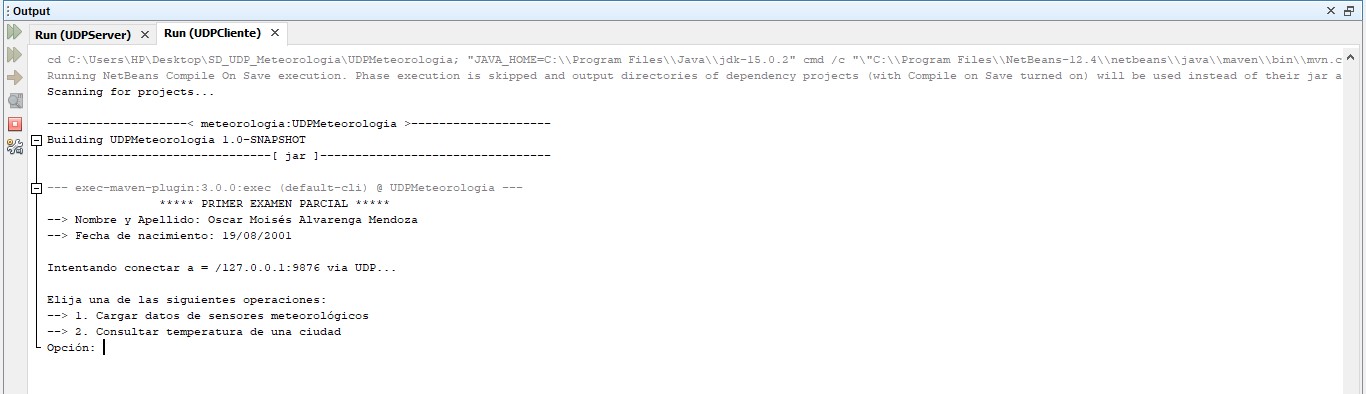 Output
Run (UDPServer)
Run (UDPCliente)
cd C:\Users\HP\Desktop\SD_UDP_Meteorologia\UDPMeteorologia; "JAVA_HOME=C:\\Program Files\\Java\\jdk-15.0.2" cmd /c "\"C:\\Program Files\\NetBeans-12.4\\netbeans\\java\\maven\\bin\\mvn.c
Running NetBeans Compile On Save execution. Phase execution is skipped and output directories of dependency projects (with Compile on Save turned on) will be used instead of their jar a
Scanning for projects...
--------------------< meteorologia:UDPMeteorologia >--------------------
Building UDPMeteorologia 1.0-SNAPSHOT
--------------------------------[ jar ]---------------------------------
--- exec-maven-plugin:3.0.0:exec (default-cli) @ UDPMeteorologia ---
***** PRIMER EXAMEN PARCIAL *****
--> Nombre y Apellido: Oscar Moisés Alvarenga Mendoza
--> Fecha de nacimiento: 19/08/2001
Intentando conectar a = /127.0.0.1:9876 via UDP...
Elija una de las siguientes operaciones:
--> 1. Cargar datos de sensores meteorológicos
--> 2. Consultar temperatura de una ciudad
Opción: